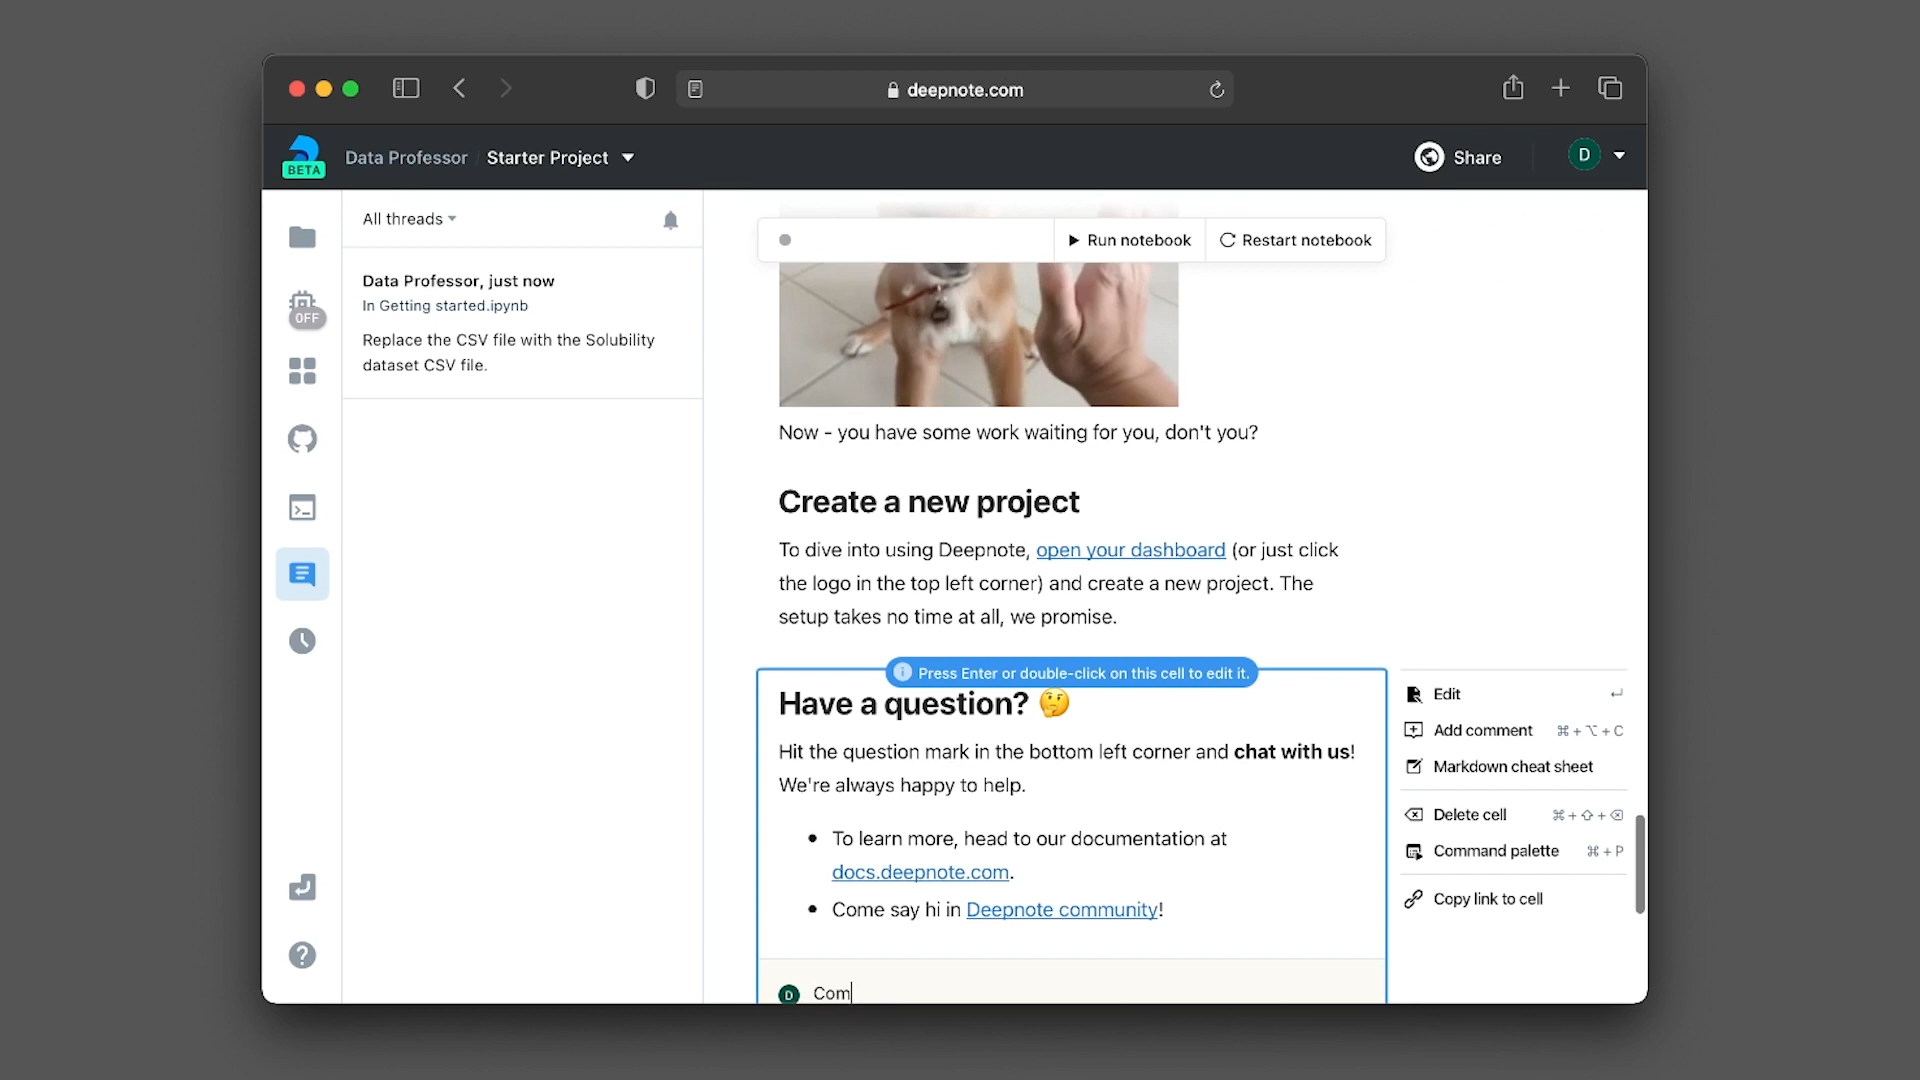 deepnote.com
BETA
Data Professor / Starter Project
Share
D
All threads
Data Professor, just now
In Getting started.ipynb
Replace the CSV file with the Solubility
dataset CSV file.
OFF
Run notebook
Restart notebook
Now - you have some work waiting for you, don't you?
Create a new project
To dive into using Deepnote, open your dashboard (or just click
the logo in the top left corner) and create a new project. The
setup takes no time at all, we promise.
Press Enter or double-click on this cell to edit it.
Have a question? 🤔
Hit the question mark in the bottom left corner and chat with us!
We're always happy to help.
• To learn more, head to our documentation at
docs.deepnote.com.
• Come say hi in Deepnote community!
D Com
Edit ↵
Add comment ⌘ + ⌥ + C
Markdown cheat sheet
Delete cell ⌘ + ⇧ + ⌫
Command palette ⌘ + P
Copy link to cell